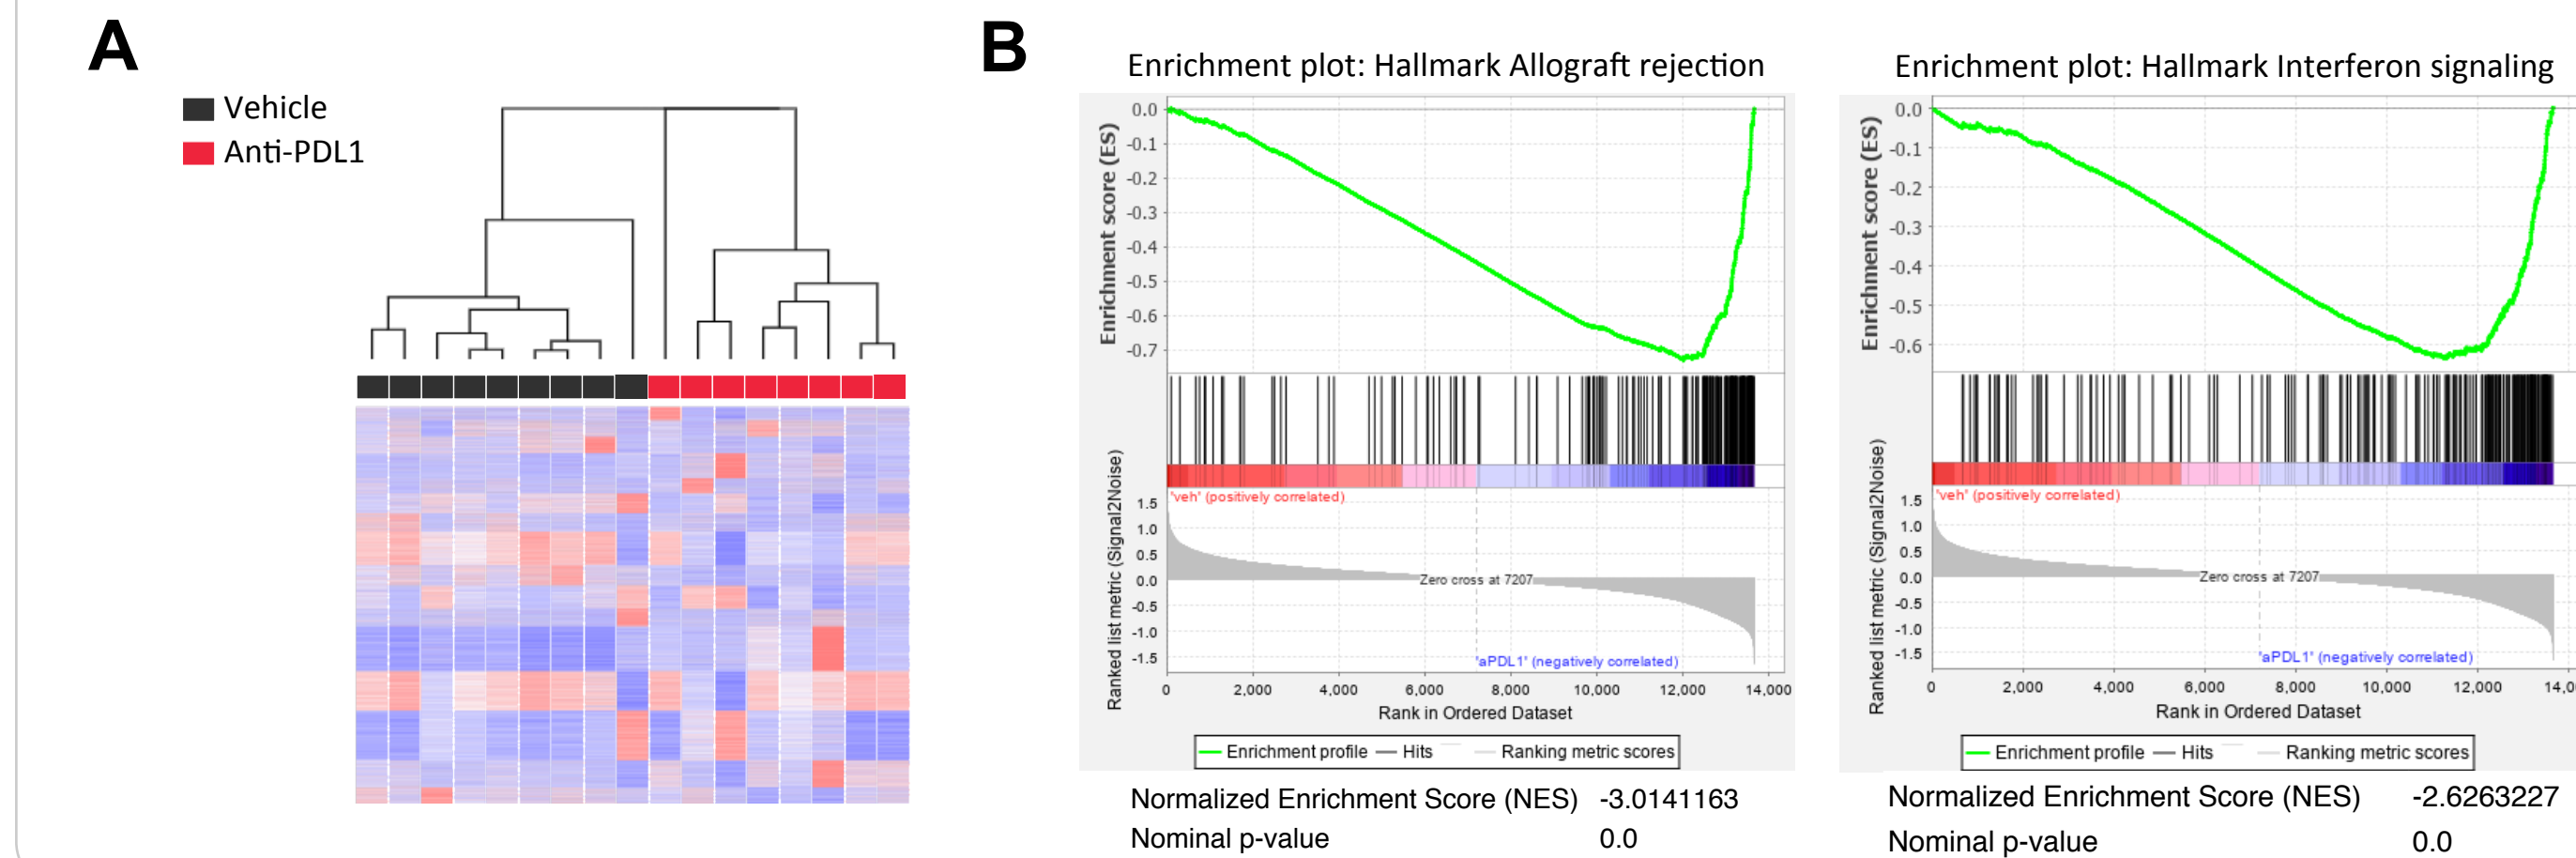 A
Vehicle
Anti-PDL1
B
Enrichment plot: Hallmark Allograft rejection
Enrichment score (ES)
0.0
-0.1
-0.2
-0.3
-0.4
-0.5
-0.6
-0.7
'veh' (positively correlated)
Ranked list metric (Signal2Noise)
1.5
1.0
0.5
0.0
-0.5
-1.0
-1.5
Zero cross at 7207
'aPDL1' (negatively correlated)
0 2,000 4,000 6,000 8,000 10,000 12,000 14,000
Rank in Ordered Dataset
Enrichment profile Hits Ranking metric scores
Normalized Enrichment Score (NES) -3.0141163
Nominal p-value 0.0
Enrichment plot: Hallmark Interferon signaling
Enrichment score (ES)
0.0
-0.1
-0.2
-0.3
-0.4
-0.5
-0.6
'veh' (positively correlated)
Ranked list metric (Signal2Noise)
1.5
1.0
0.5
0.0
-0.5
-1.0
-1.5
Zero cross at 7207
'aPDL1' (negatively correlated)
0 2,000 4,000 6,000 8,000 10,000 12,000 14,0
Rank in Ordered Dataset
Enrichment profile Hits Ranking metric scores
Normalized Enrichment Score (NES) -2.6263227
Nominal p-value 0.0